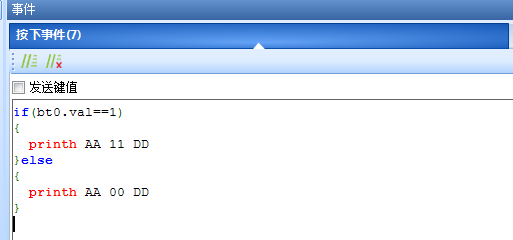 事件
按下事件(7)
发送键值
if(bt0.val==1)
{
  printh AA 11 DD
}else
{
  printh AA 00 DD
}